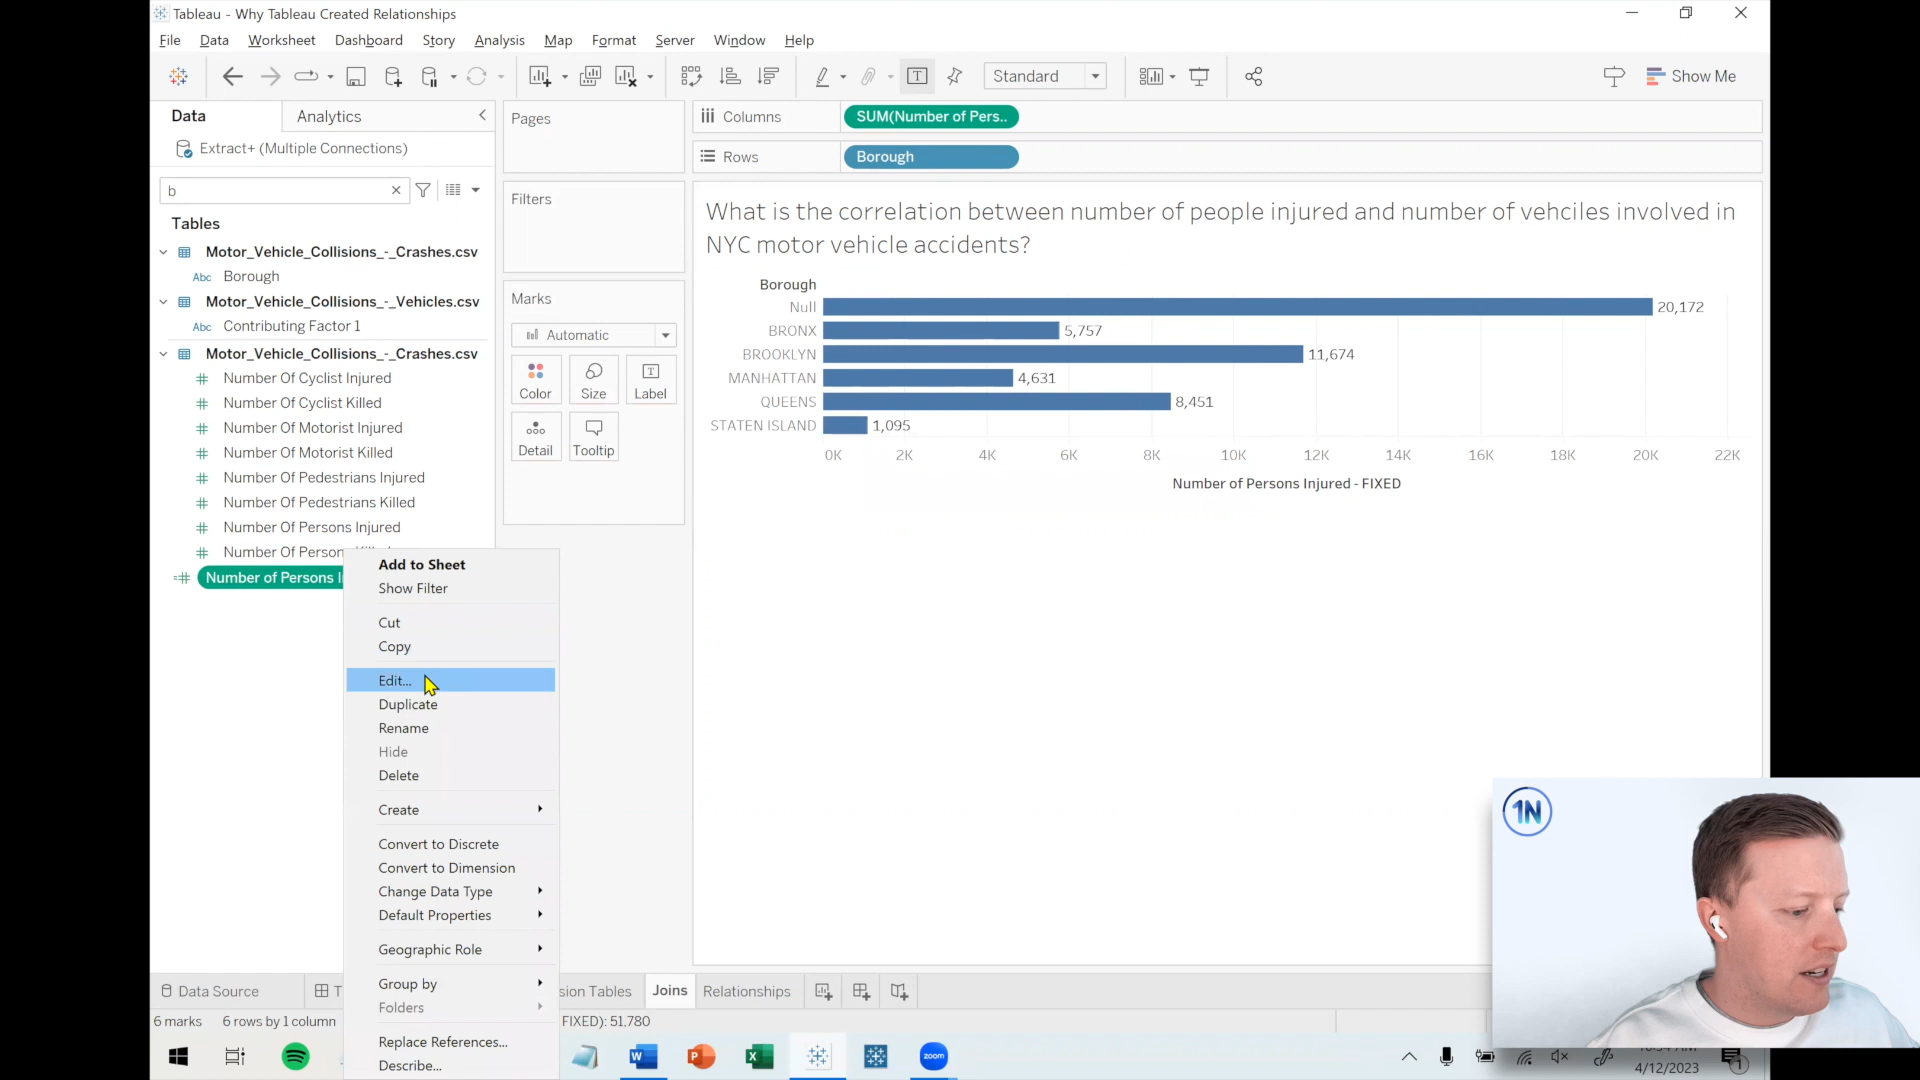 Tableau - Why Tableau Created Relationships
File Data Worksheet Dashboard Story Analysis Map Format Server Window Help
Standard
Show Me
Data
Analytics
Pages
Columns
SUM(Number of Pers..
Extract+ (Multiple Connections)
Rows
Borough
b
Filters
Tables
What is the correlation between number of people injured and number of vehciles involved in
NYC motor vehicle accidents?
Motor_Vehicle_Collisions_-_Crashes.csv
Abc Borough
Motor_Vehicle_Collisions_-_Vehicles.csv
Abc Contributing Factor 1
Motor_Vehicle_Collisions_-_Crashes.csv
Number Of Cyclist Injured
Number Of Cyclist Killed
Number Of Motorist Injured
Number Of Motorist Killed
Number Of Pedestrians Injured
Number Of Pedestrians Killed
Number Of Persons Injured
Number Of Person
Number of Persons I
Marks
Automatic
Color
Size
T
Label
Detail
Tooltip
Borough
Null 20,172
BRONX 5,757
BROOKLYN 11,674
MANHATTAN 4,631
QUEENS 8,451
STATEN ISLAND 1,095
0K 2K 4K 6K 8K 10K 12K 14K 16K 18K 20K 22K
Number of Persons Injured - FIXED
Add to Sheet
Show Filter
Cut
Copy
Edit...
Duplicate
Rename
Hide
Delete
Create
Convert to Discrete
Convert to Dimension
Change Data Type
Default Properties
Geographic Role
Group by
Folders
Replace References...
Describe...
1N
Data Source
T
sion Tables
Joins
Relationships
6 marks
6 rows by 1 column
FIXED): 51,780
W
P
X
zoom
4/12/2023
1